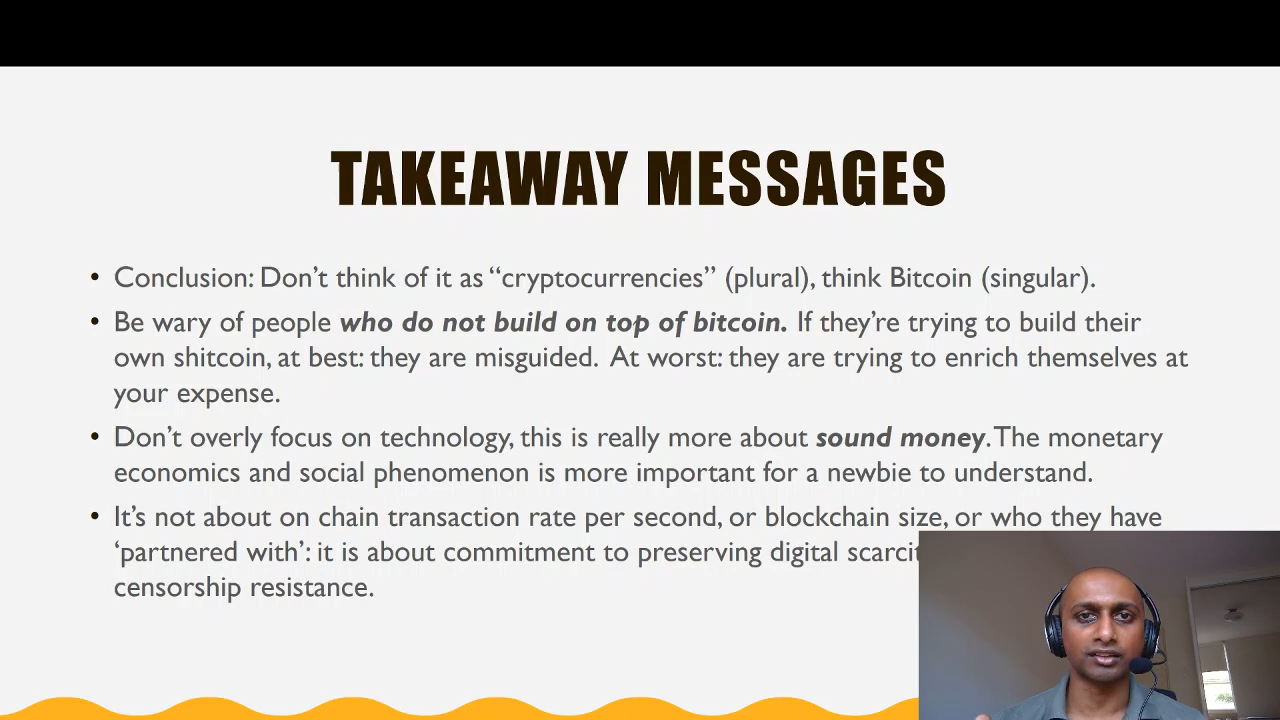 TAKEAWAY MESSAGES
• Conclusion: Don’t think of it as “cryptocurrencies” (plural), think Bitcoin (singular).
• Be wary of people who do not build on top of bitcoin. If they’re trying to build their
own shitcoin, at best: they are misguided.  At worst: they are trying to enrich themselves at
your expense.
• Don’t overly focus on technology, this is really more about sound money. The monetary
economics and social phenomenon is more important for a newbie to understand.
• It’s not about on chain transaction rate per second, or blockchain size, or who they have
‘partnered with’: it is about commitment to preserving digital
censorship resistance.